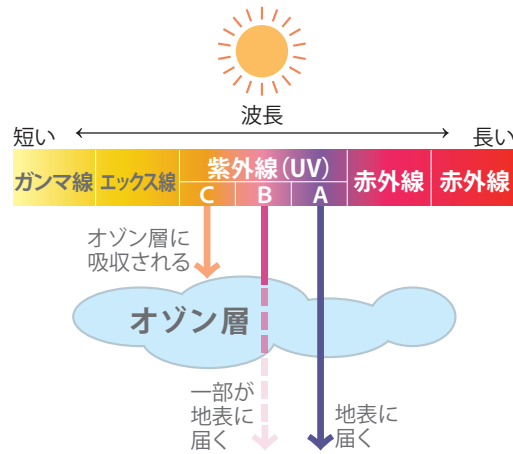 波長
短い
長い
ガンマ線
エックス線
紫外線(UV)
C
B
A
赤外線
赤外線
オゾン層に
吸収される
オゾン層
一部が
地表に
届く
地表に
届く